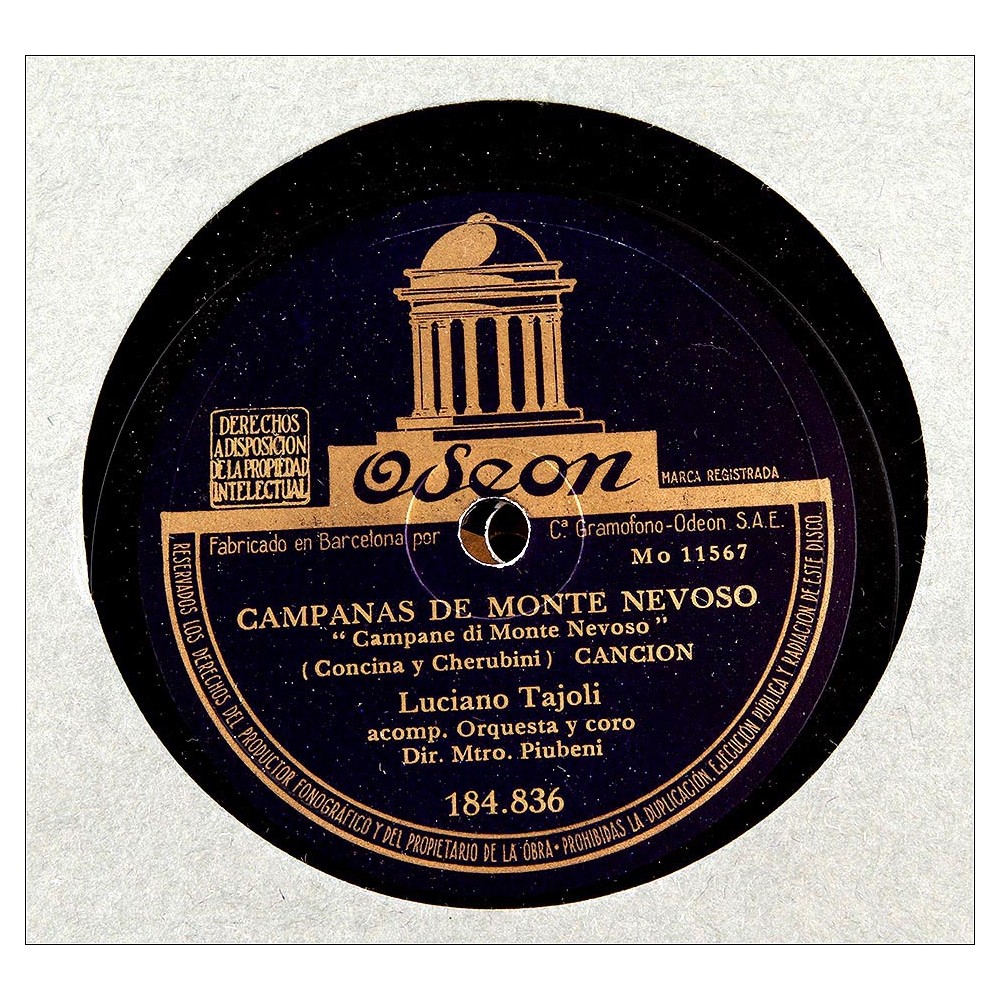 DERECHOS
A DISPOSICION
DE LA PROPIEDAD
INTELECTUAL
Odeon
MARCA REGISTRADA
Fabricado en Barcelona por Cª Gramofono-Odeon. S.A.E.
Mo 11567
CAMPANAS DE MONTE NEVOSO
" Campane di Monte Nevoso "
( Concina y Cherubini ) CANCION
Luciano Tajoli
acomp. Orquesta y coro
Dir. Mtro. Piubeni
184.836
RESERVADOS LOS DERECHOS DEL PRODUCTOR FONOGRÁFICO Y DEL PROPIETARIO DE LA ÓBRA • PROHIBIDAS LA DUPLICACIÓN, EJECUCIÓN PÚBLICA Y RADIACIÓN DE ESTE DISCO.